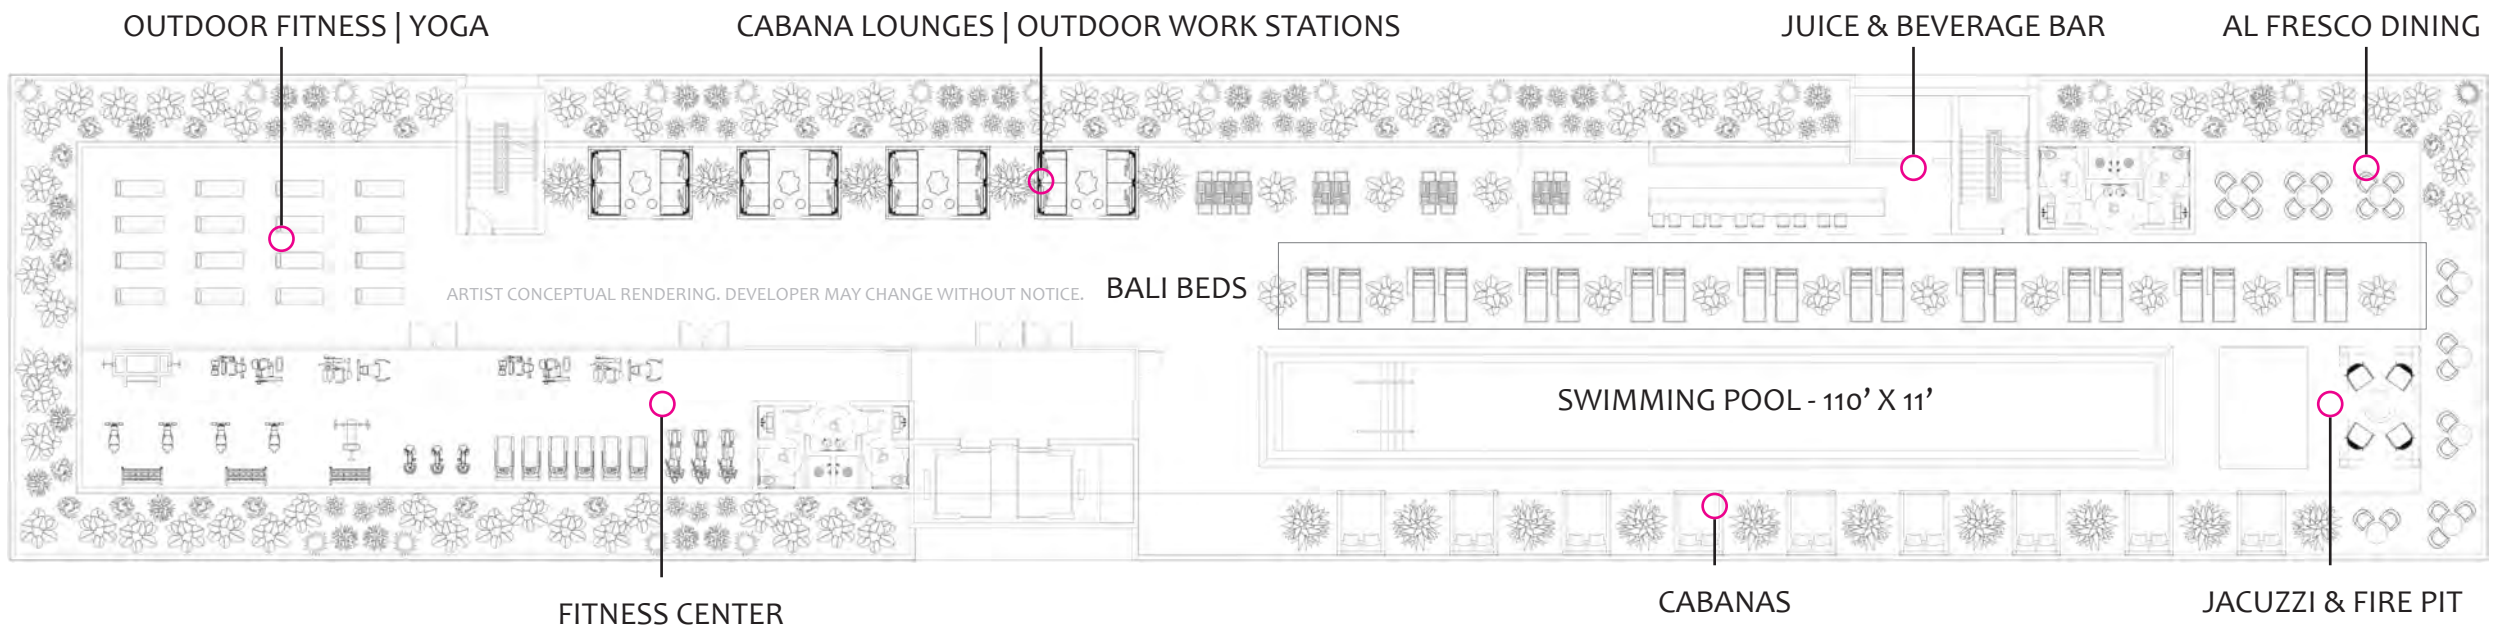 OUTDOOR FITNESS | YOGA
CABANA LOUNGES | OUTDOOR WORK STATIONS
JUICE & BEVERAGE BAR
AL FRESCO DINING
ARTIST CONCEPTUAL RENDERING. DEVELOPER MAY CHANGE WITHOUT NOTICE.
BALI BEDS
SWIMMING POOL - 110’ X 11’
FITNESS CENTER
CABANAS
JACUZZI & FIRE PIT